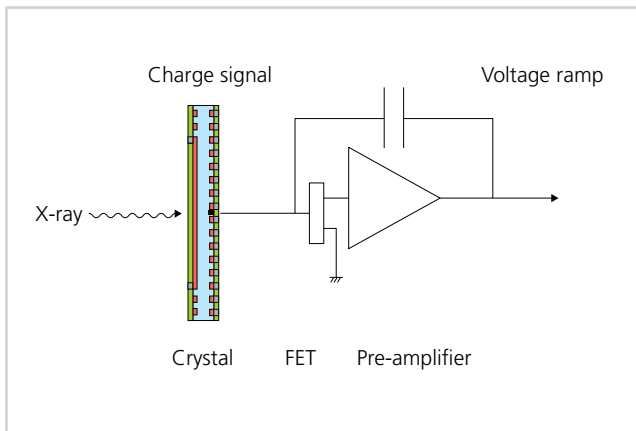 Charge signal
Voltage ramp
X-ray
Crystal
FET
Pre-amplifier